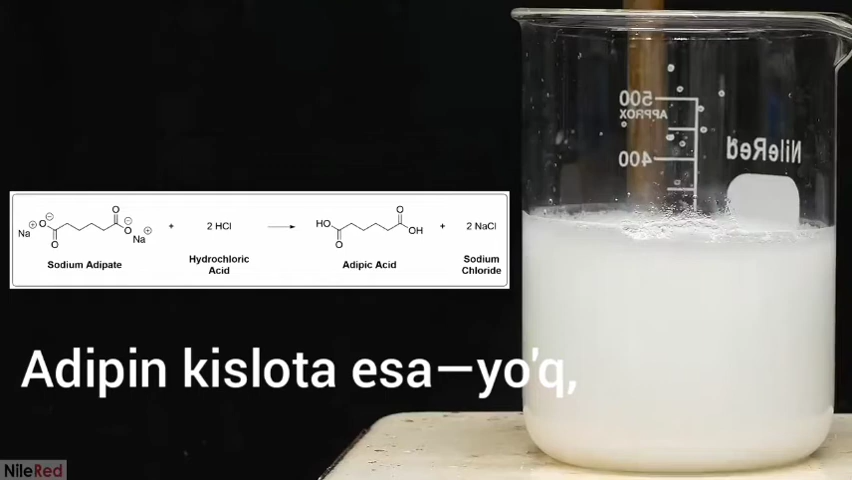 500
APPROX
400
NileRed
Na ⊕ O ⊖ O O O ⊖ Na ⊕ + 2 HCl HO O O OH + 2 NaCl
Sodium Adipate
Hydrochloric
Acid
Adipic Acid
Sodium
Chloride
Adipin kislota esa—yo'q,
NileRed